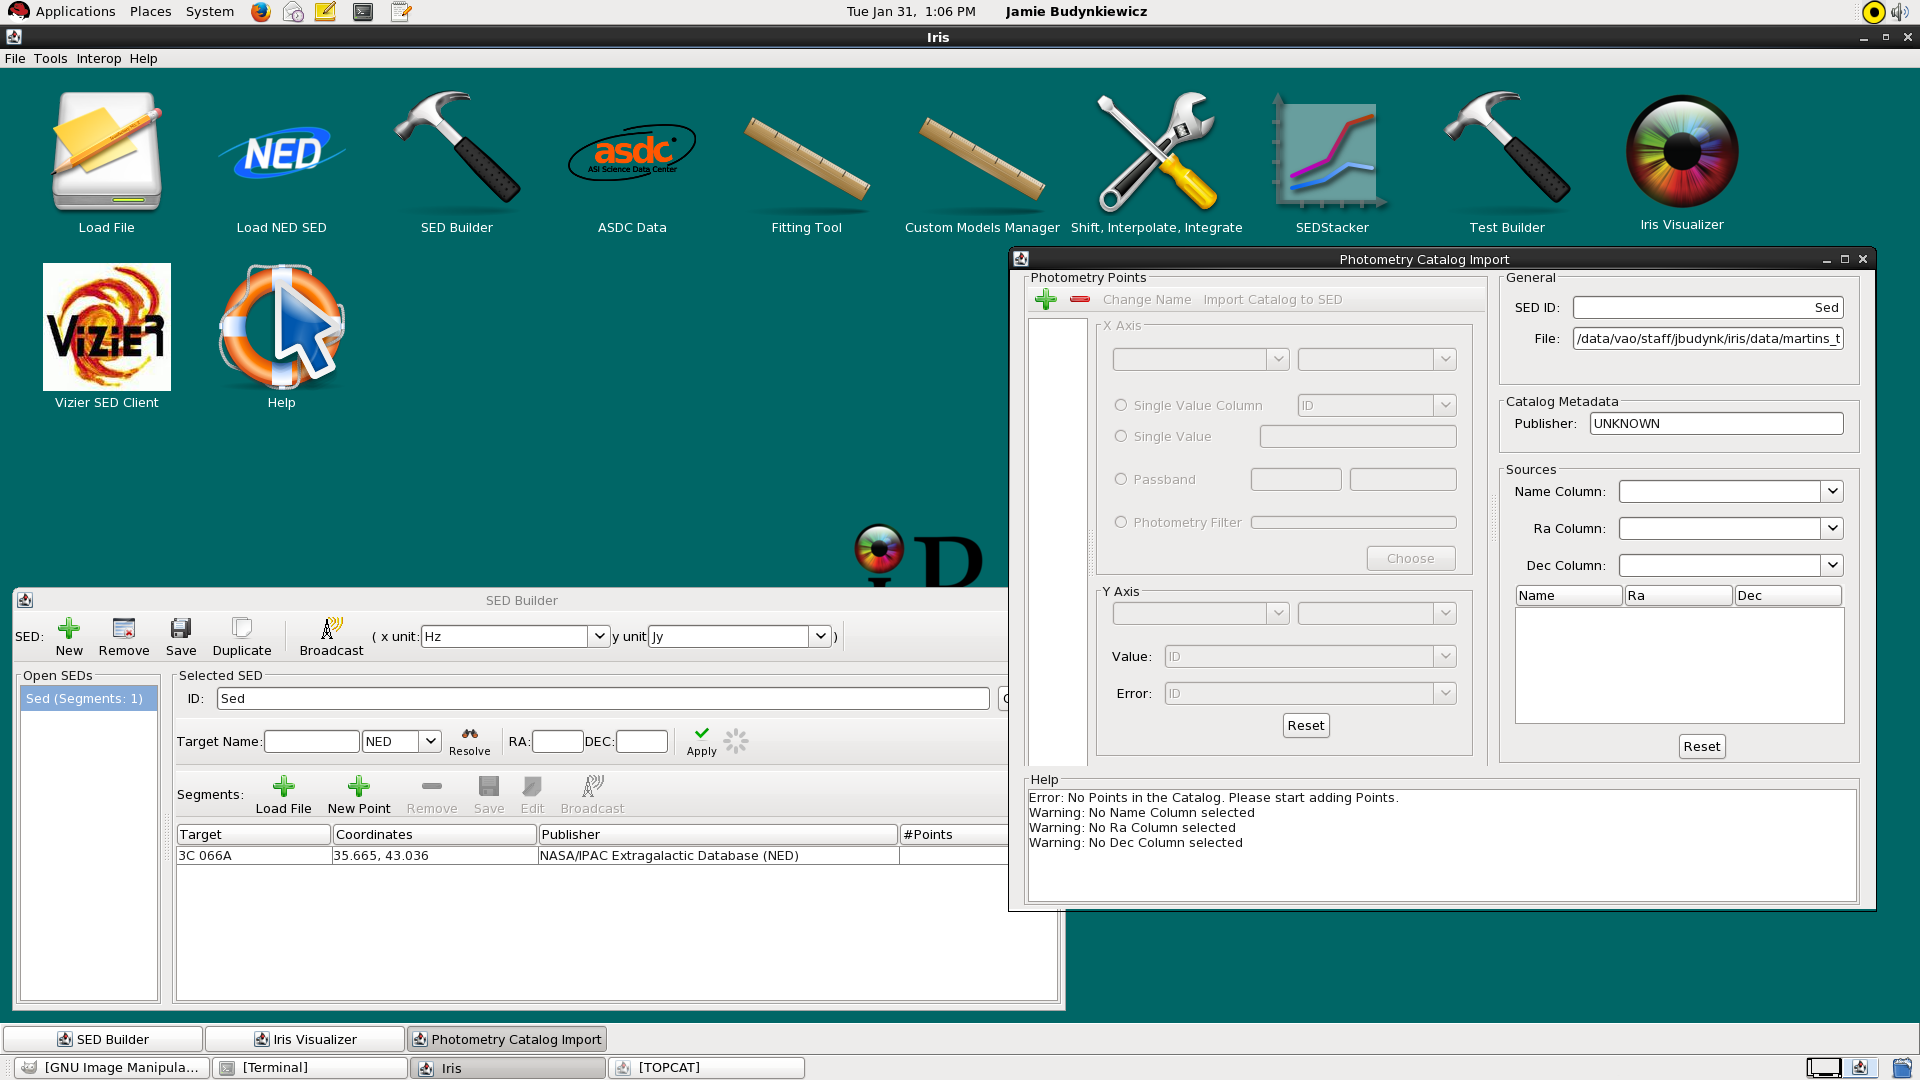 Applications Places System
Tue Jan 31, 1:06 PM
Jamie Budynkiewicz
Iris
File Tools Interop Help
Load File
NED
Load NED SED
SED Builder
asdc
ASI Science Data Center
ASDC Data
Fitting Tool
Custom Models Manager
Shift, Interpolate, Integrate
SEDStacker
Test Builder
Iris Visualizer
VizieR
Vizier SED Client
Help
Photometry Catalog Import
Photometry Points
Change Name Import Catalog to SED
X Axis
Single Value Column ID
Single Value
Passband
Photometry Filter
Choose
Y Axis
Value: ID
Error: ID
Reset
General
SED ID: Sed
File: /data/vao/staff/jbudynk/iris/data/martins_t
Catalog Metadata
Publisher: UNKNOWN
Sources
Name Column:
Ra Column:
Dec Column:
Name Ra Dec
Reset
Help
Error: No Points in the Catalog. Please start adding Points.
Warning: No Name Column selected
Warning: No Ra Column selected
Warning: No Dec Column selected
SED Builder
SED: New Remove Save Duplicate Broadcast ( x unit: Hz y unit Jy )
Open SEDs
Sed (Segments: 1)
Selected SED
ID: Sed
Target Name: NED Resolve RA: DEC: Apply
Segments: Load File New Point Remove Save Edit Broadcast
Target Coordinates Publisher #Points
3C 066A 35.665, 43.036 NASA/IPAC Extragalactic Database (NED)
SED Builder Iris Visualizer Photometry Catalog Import
[GNU Image Manipula... [Terminal] Iris [TOPCAT]